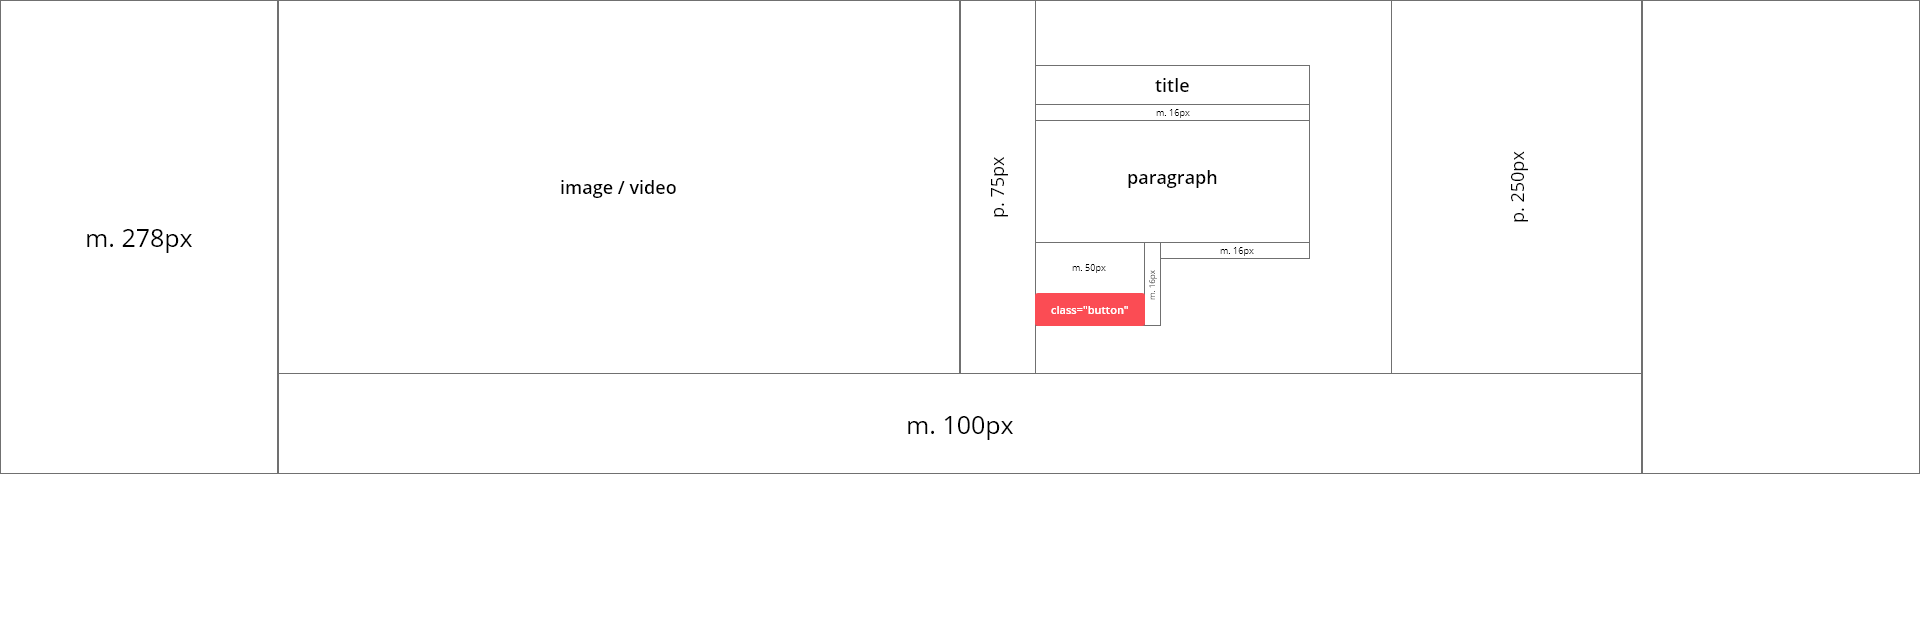 m. 278px
image / video
p. 75px
title
m. 16px
paragraph
m. 16px
m. 50px
m. 16px
class="button"
p. 250px
m. 100px